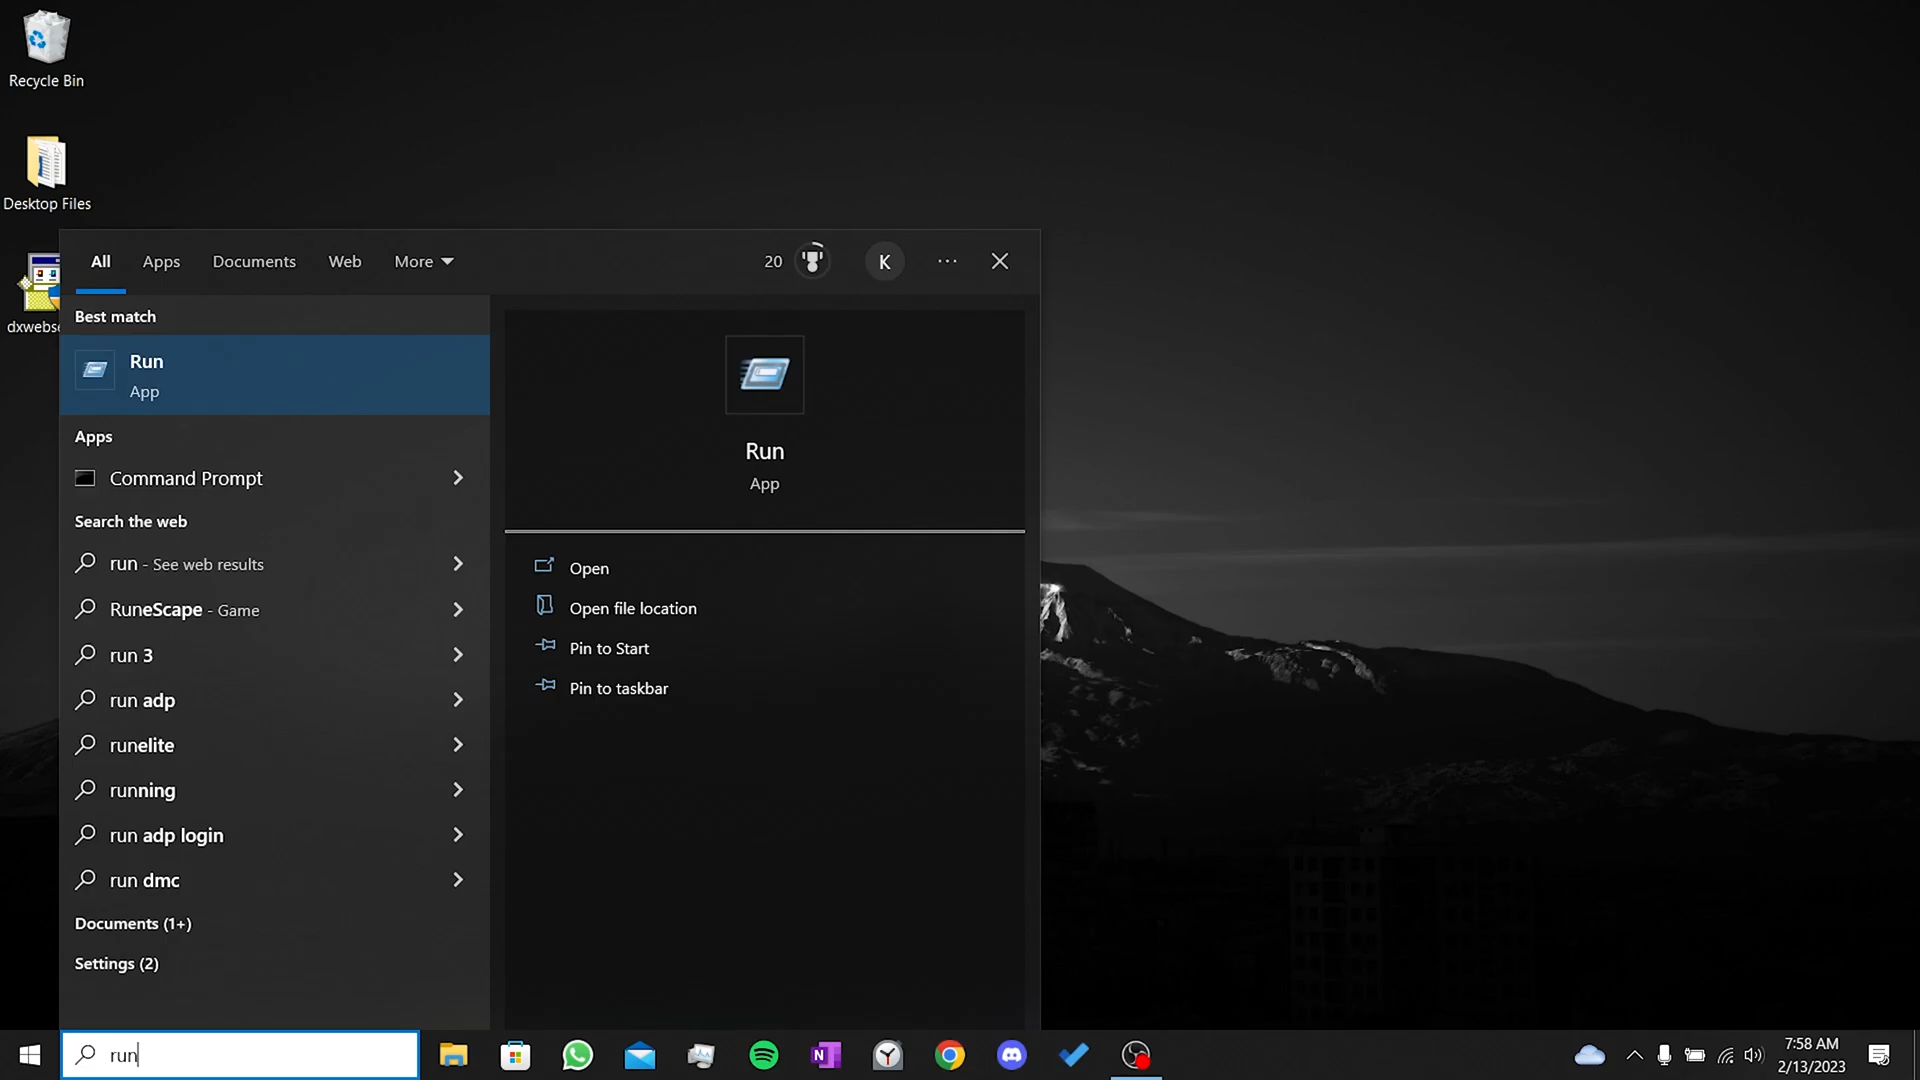 Recycle Bin
Desktop Files
dxwebse
All
Apps
Documents
Web
More
20
K
Best match
Run
App
Apps
Command Prompt
Search the web
run - See web results
RuneScape - Game
run 3
run adp
runelite
running
run adp login
run dmc
Documents (1+)
Settings (2)
Run
App
Open
Open file location
Pin to Start
Pin to taskbar
run
7:58 AM
2/13/2023